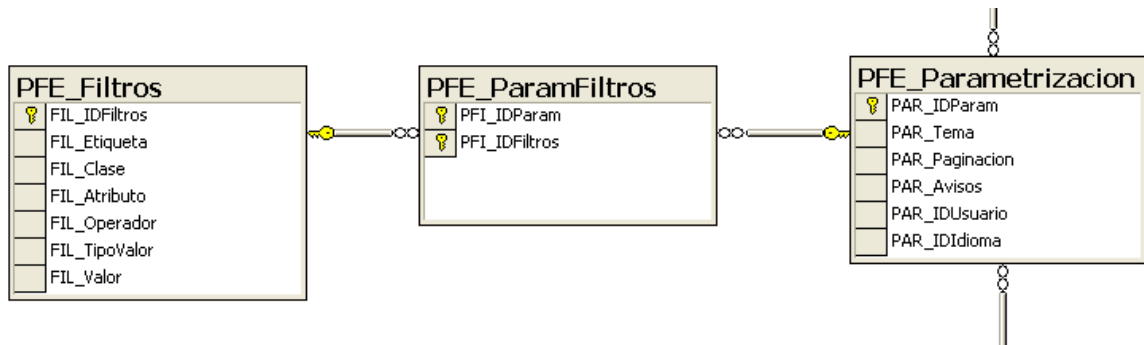 PFE_Filtros
FIL_IDFiltros
FIL_Etiqueta
FIL_Clase
FIL_Atributo
FIL_Operador
FIL_TipoValor
FIL_Valor
PFE_ParamFiltros
PFI_IDParam
PFI_IDFiltros
PFE_Parametrizacion
PAR_IDParam
PAR_Tema
PAR_Paginacion
PAR_Avisos
PAR_IDUsuario
PAR_IDIdioma